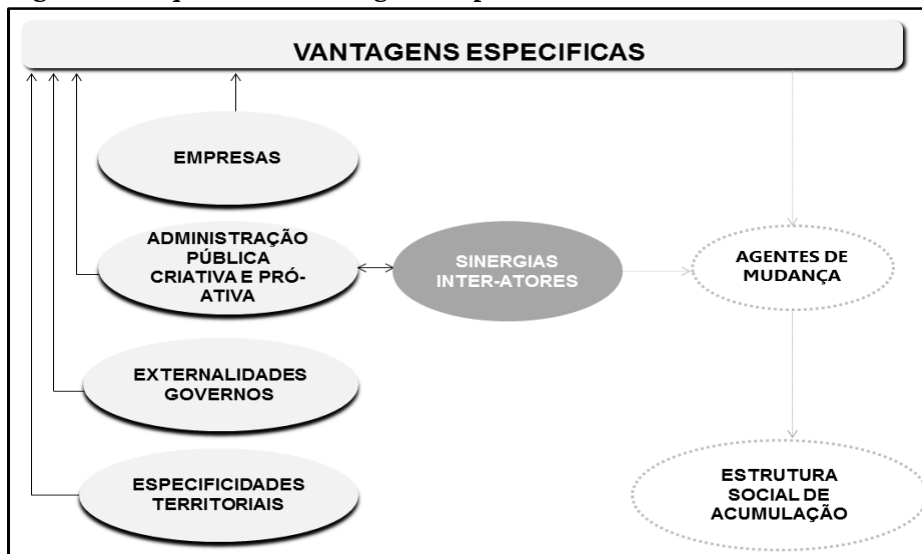 VANTAGENS ESPECIFICAS
EMPRESAS
ADMINISTRAÇÃO
PÚBLICA
CRIATIVA E PRÓ-
ATIVA
SINERGIAS
INTER-ATORES
AGENTES DE
MUDANÇA
EXTERNALIDADES
GOVERNOS
ESPECIFICIDADES
TERRITORIAIS
ESTRUTURA
SOCIAL DE
ACUMULAÇÃO